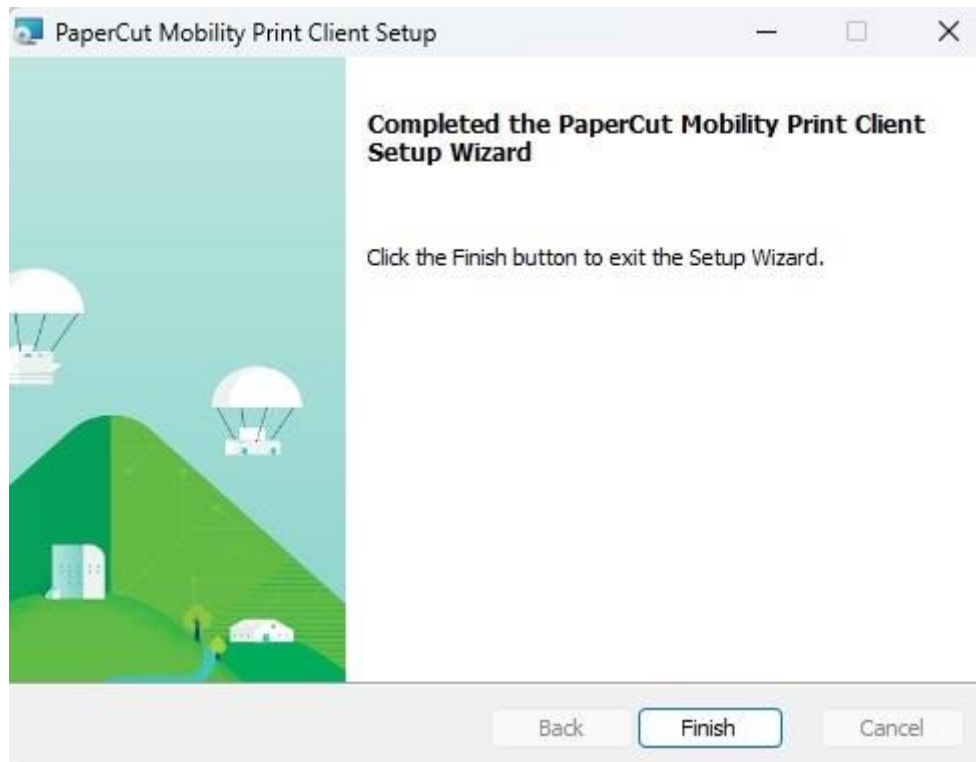 PaperCut Mobility Print Client Setup
Completed the PaperCut Mobility Print Client
Setup Wizard
Click the Finish button to exit the Setup Wizard.
Back
Finish
Cancel